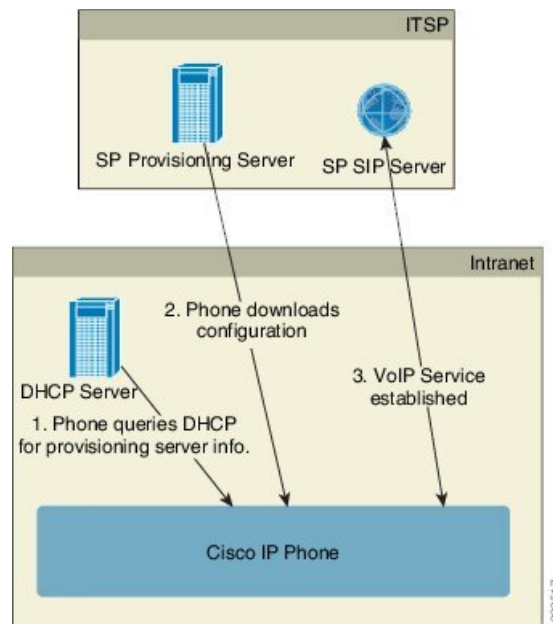 ITSP
SP Provisioning Server
SP SIP Server
Intranet
2. Phone downloads
configuration
DHCP Server
3. VoIP Service
established
1. Phone queries DHCP
for provisioning server info.
Cisco IP Phone